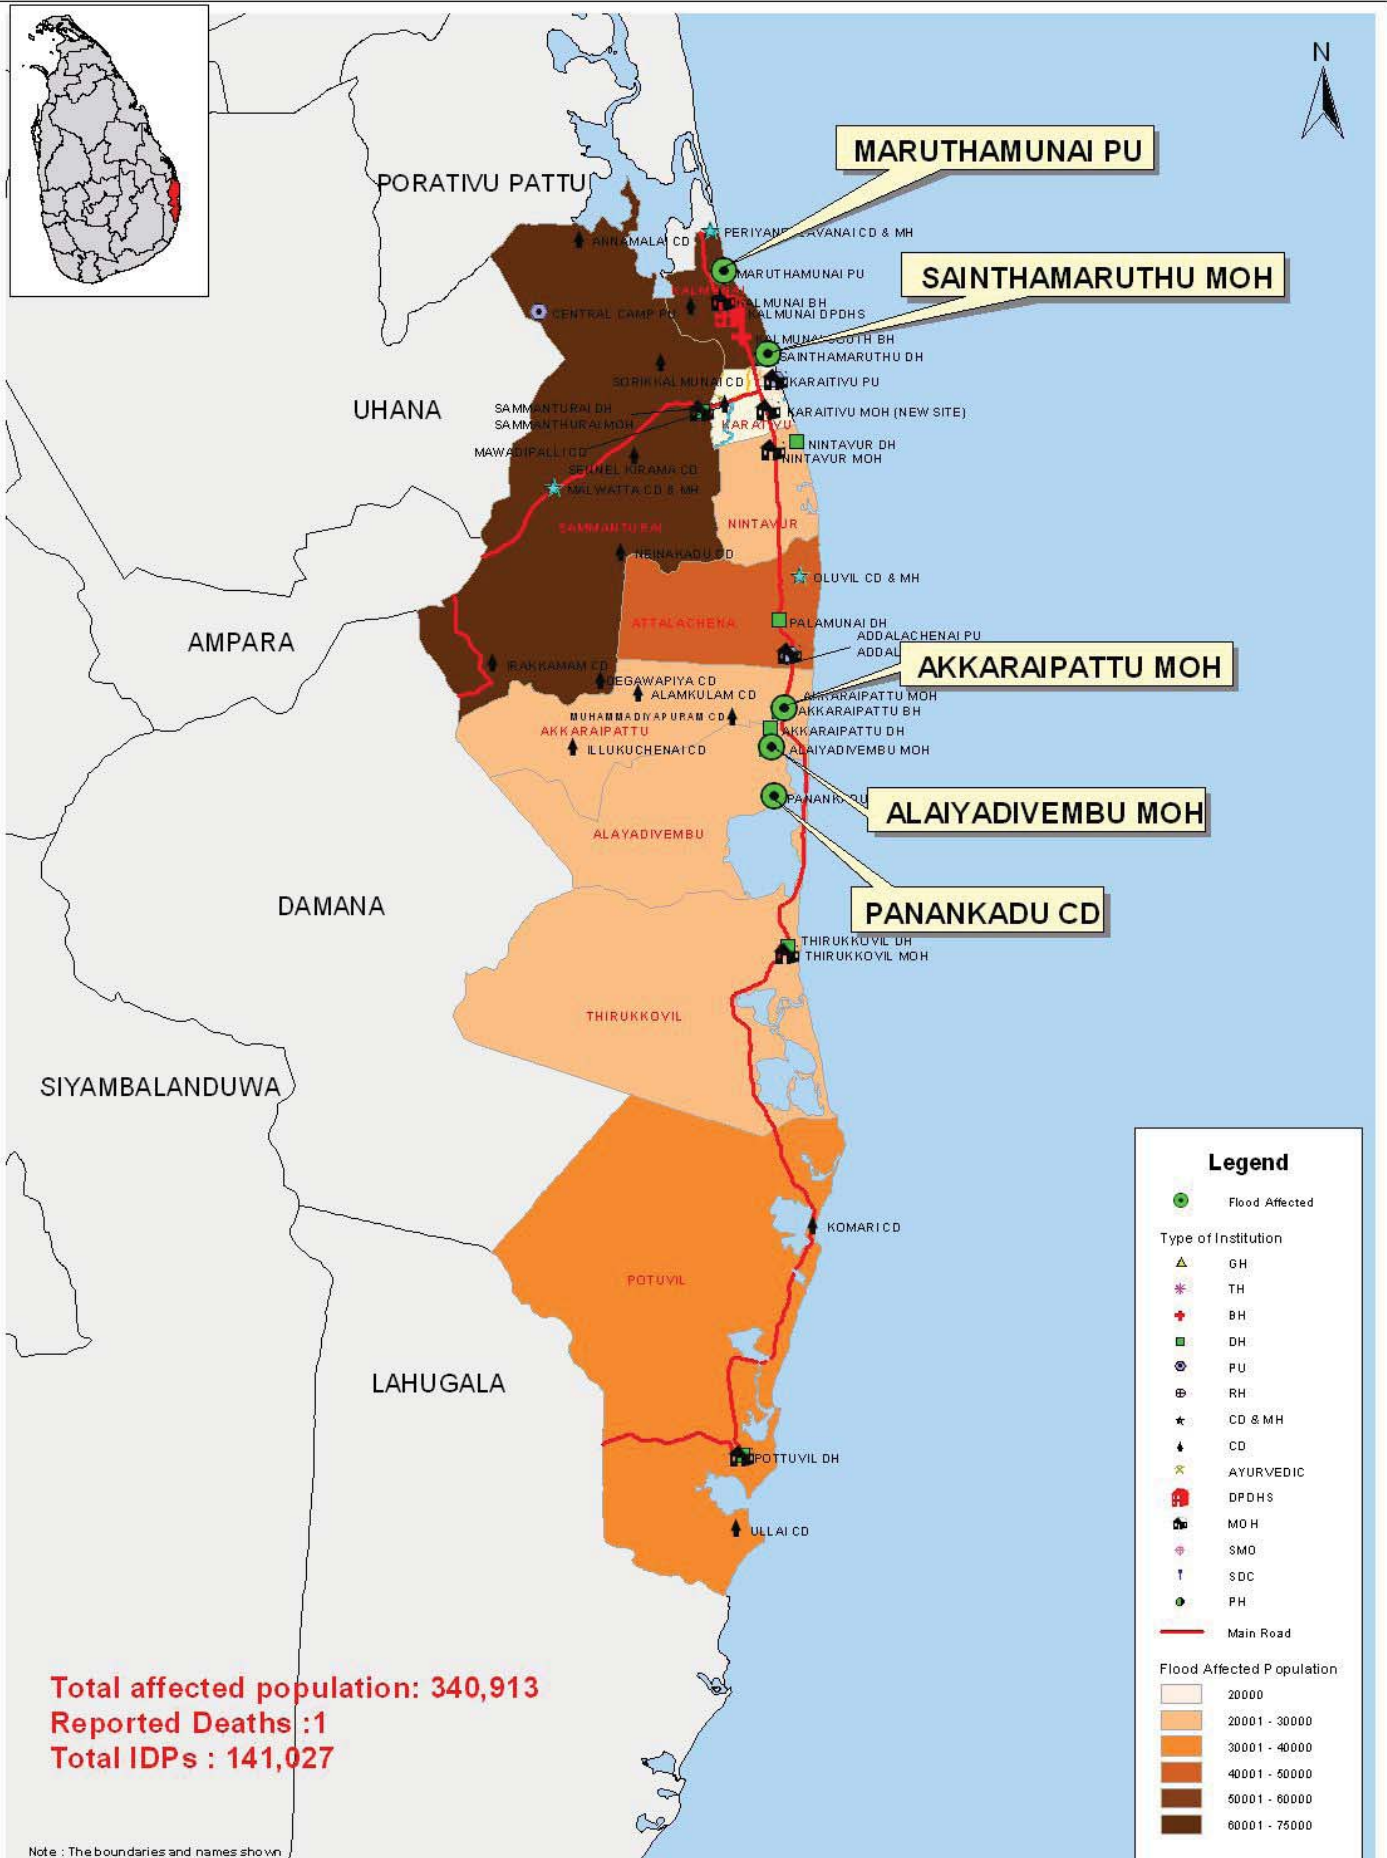 N
MARUTHAMUNAI PU
PORATIVU PATTU
PERIYANEELAVANAI CD & MH
ANNAMALAI CD
SAINTHAMARUTHU MOH
MARUTHAMUNAI PU
KALMUNAI
KALMUNAI BH
CENTRAL CAMP PU
KALMUNAI DPDHS
KALMUNAI SOUTH BH
SAINTHAMARUTHU DH
SORIKKALMUNAI CD
KARAITIVU PU
UHANA
SAMMANTURAI DH
KARAITIVU MOH (NEW SITE)
SAMMANTHURAI MOH
KARATIVU
NINTAVUR DH
MAWADIPALLI CD
NINTAVUR MOH
SENNEL KIRAMA CD
MALWATTA CD & MH
SAMMANTURAI
NINTAVUR
NEINAKADU CD
OLUVIL CD & MH
ATTALACHENA
PALAMUNAI DH
AMPARA
ADDALACHENAI PU
ADDAL
AKKARAIPATTU MOH
IRAKKAMAM CD
DEGAWAPIYA CD
ALAMKULAM CD
AKKARAIPATTU MOH
AKKARAIPATTU BH
MUHAMMADIYAPURAM CD
AKKARAIPATTU
AKKARAIPATTU DH
ILLUKUCHENAI CD
ALAIYADIVEMBU MOH
PANANKADU
ALAIYADIVEMBU MOH
ALAYADIVEMBU
DAMANA
PANANKADU CD
THIRUKKOVIL DH
THIRUKKOVIL MOH
THIRUKKOVIL
SIYAMBALANDUWA
KOMARI CD
POTUVIL
LAHUGALA
POTTUVIL DH
ULLAI CD
Total affected population: 340,913
Reported Deaths :1
Total IDPs : 141,027
Note : The boundaries and names shown
Legend
Flood Affected
Type of Institution
GH
TH
BH
DH
PU
RH
CD & MH
CD
AYURVEDIC
DPDHS
MOH
SMO
SDC
PH
Main Road
Flood Affected Population
20000
20001 - 30000
30001 - 40000
40001 - 50000
50001 - 60000
60001 - 75000